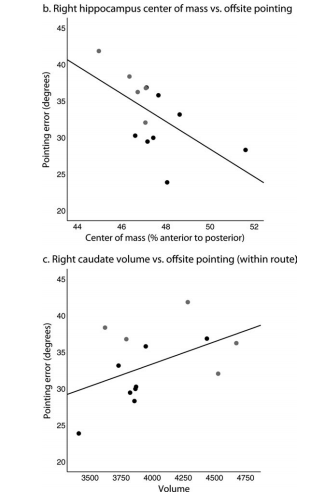 b. Right hippocampus center of mass vs. offsite pointing
45
40
35
30
25
20
Pointing error (degrees)
44 46 48 50 52
Center of mass (% anterior to posterior)
c. Right caudate volume vs. offsite pointing (within route)
45
40
35
30
25
20
Pointing error (degrees)
3500 3750 4000 4250 4500 4750
Volume